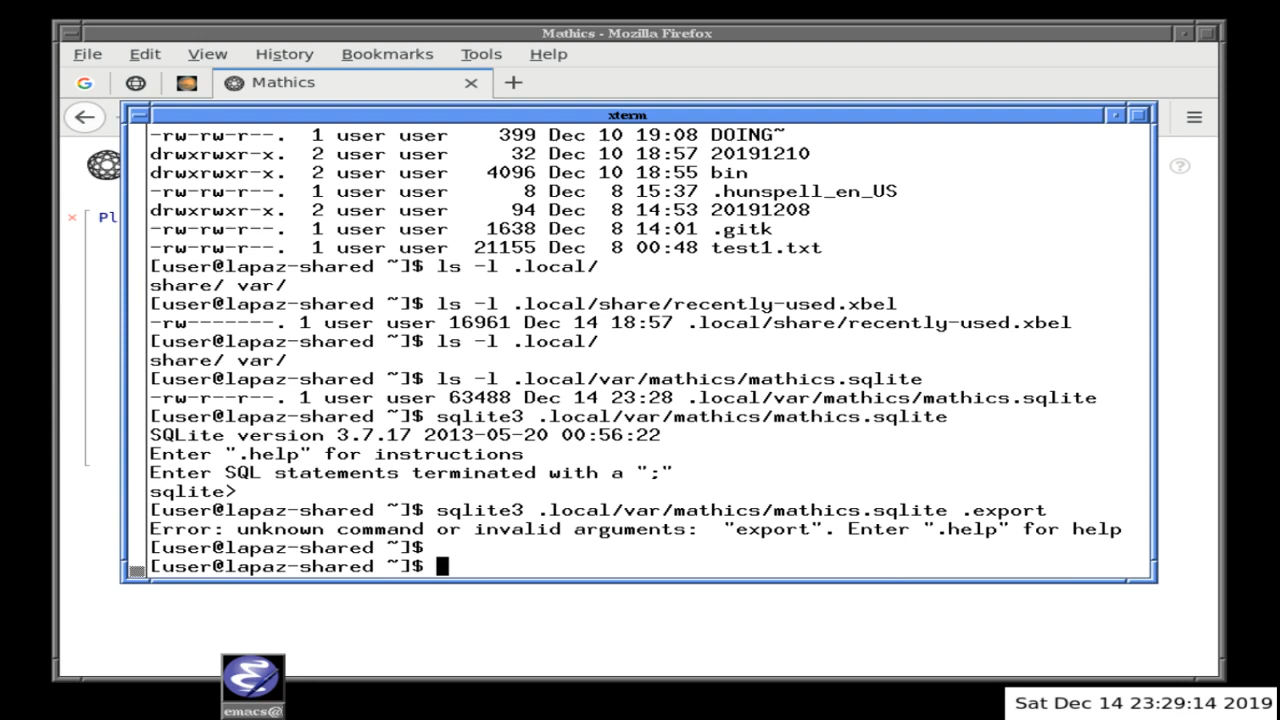 Mathics - Mozilla Firefox
File Edit View History Bookmarks Tools Help
Mathics
xterm
-rw-rw-r--. 1 user user 399 Dec 10 19:08 DOING~
drwxrwxr-x. 2 user user 32 Dec 10 18:57 20191210
drwxrwxr-x. 2 user user 4096 Dec 10 18:55 bin
-rw-rw-r--. 1 user user 8 Dec 8 15:37 .hunspell_en_US
drwxrwxr-x. 2 user user 94 Dec 8 14:53 20191208
-rw-rw-r--. 1 user user 1638 Dec 8 14:01 .gitk
-rw-rw-r--. 1 user user 21155 Dec 8 00:48 test1.txt
[user@lapaz-shared ~]$ ls -l .local/
share/ var/
[user@lapaz-shared ~]$ ls -l .local/share/recently-used.xbel
-rw-------. 1 user user 16961 Dec 14 18:57 .local/share/recently-used.xbel
[user@lapaz-shared ~]$ ls -l .local/
share/ var/
[user@lapaz-shared ~]$ ls -l .local/var/mathics/mathics.sqlite
-rw-r--r--. 1 user user 63488 Dec 14 23:28 .local/var/mathics/mathics.sqlite
[user@lapaz-shared ~]$ sqlite3 .local/var/mathics/mathics.sqlite
SQLite version 3.7.17 2013-05-20 00:56:22
Enter ".help" for instructions
Enter SQL statements terminated with a ";"
sqlite>
[user@lapaz-shared ~]$ sqlite3 .local/var/mathics/mathics.sqlite .export
Error: unknown command or invalid arguments:  "export". Enter ".help" for help
[user@lapaz-shared ~]$
[user@lapaz-shared ~]$
Pl
emacs@
Sat Dec 14 23:29:14 2019